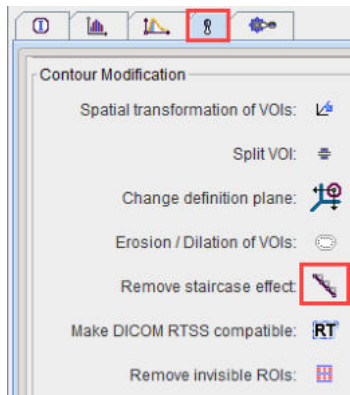 Contour Modification
Spatial transformation of VOIs:
Split VOI:
Change definition plane:
Erosion / Dilation of VOIs:
Remove staircase effect:
Make DICOM RTSS compatible: RT
Remove invisible ROIs: